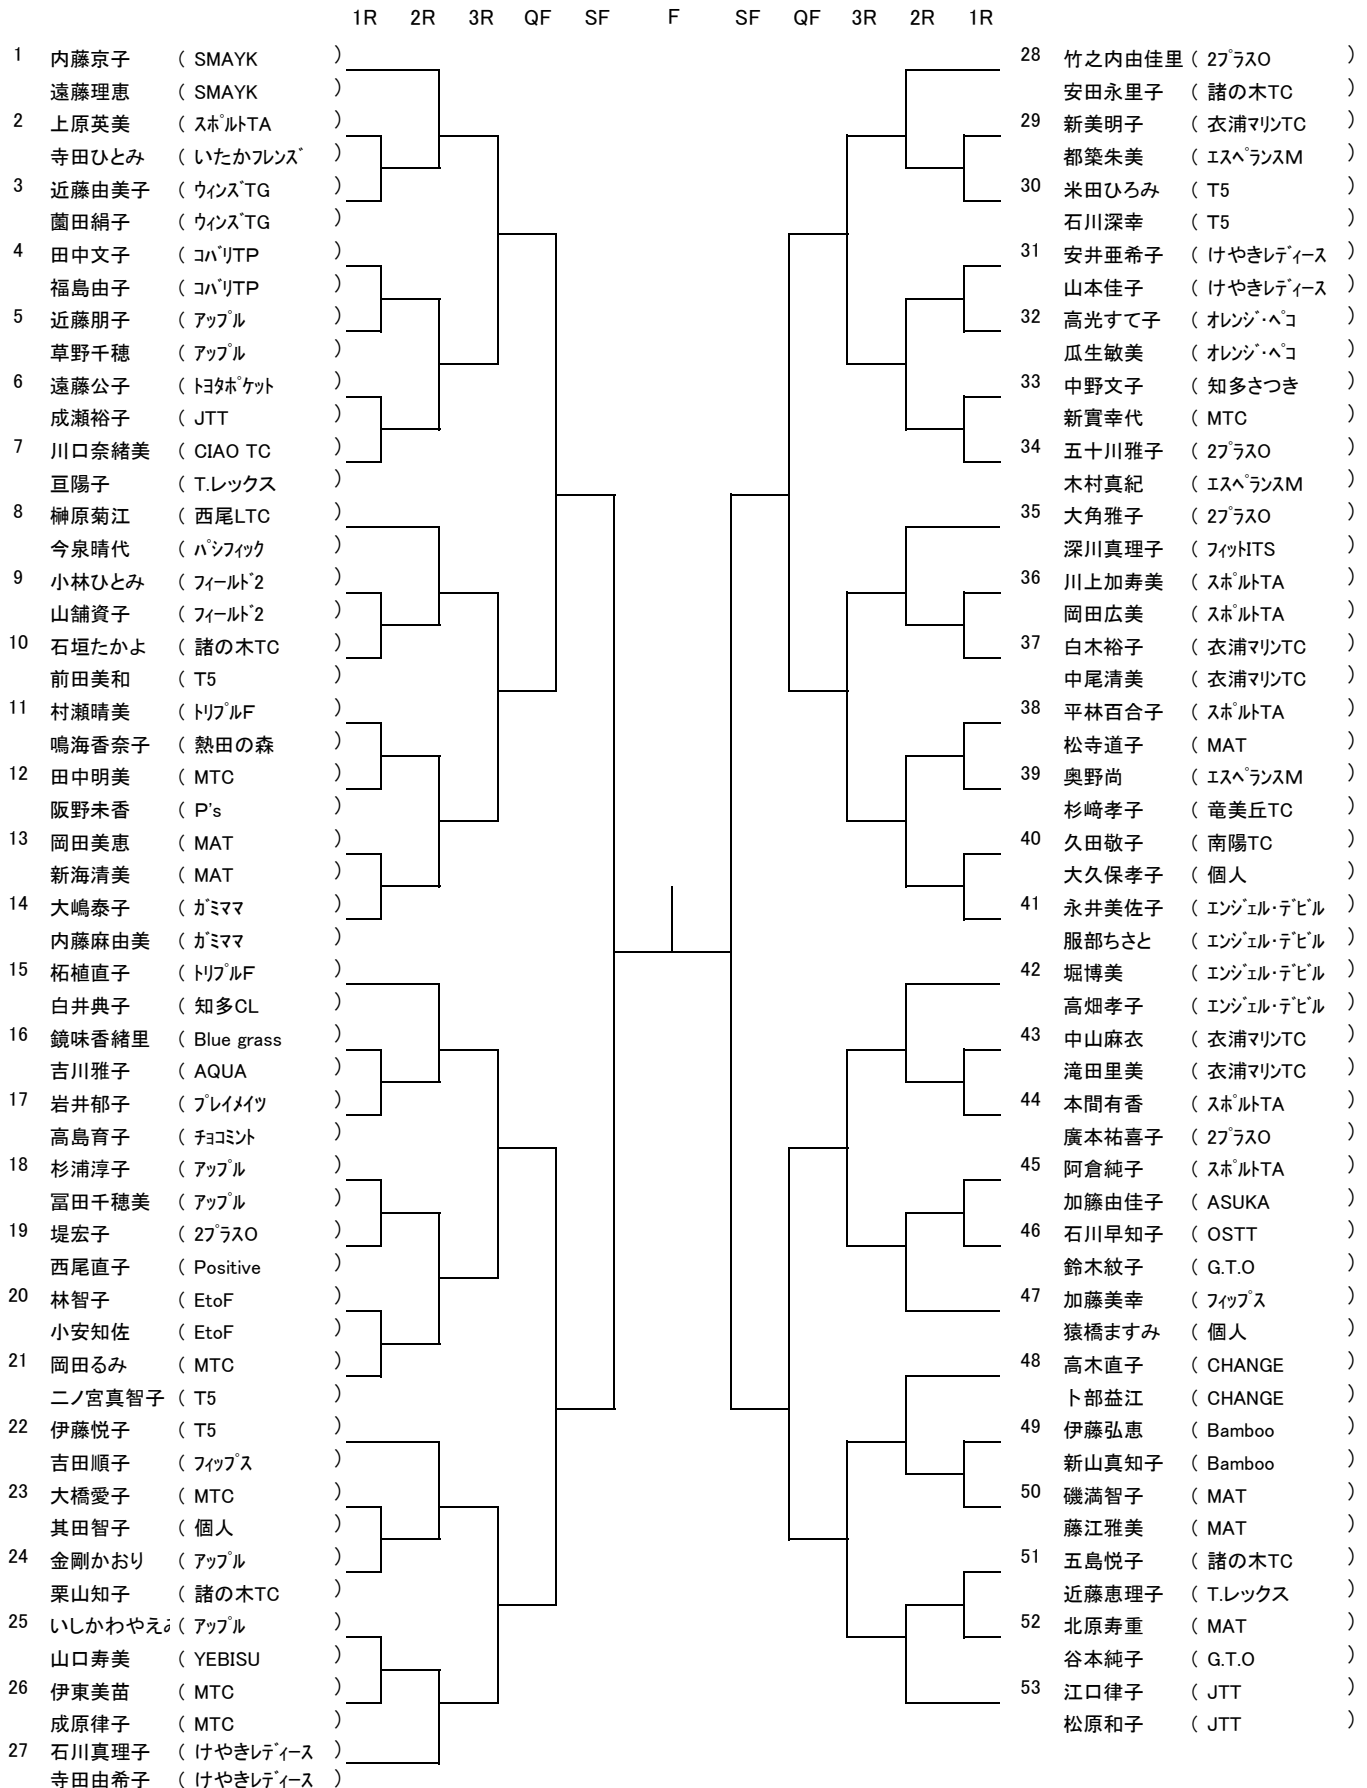 1R 2R 3R QF SF F SF QF 3R 2R 1R
1 内藤京子 ( SMAYK )
遠藤理恵 ( SMAYK )
2 上原英美 ( スポルトTA )
寺田ひとみ ( いたかフレンズ )
3 近藤由美子 ( ウィンズTG )
薗田絹子 ( ウィンズTG )
4 田中文子 ( コバリTP )
福島由子 ( コバリTP )
5 近藤朋子 ( アップル )
草野千穂 ( アップル )
6 遠藤公子 ( トヨタポケット )
成瀬裕子 ( JTT )
7 川口奈緒美 ( CIAO TC )
亘陽子 ( T.レックス )
8 榊原菊江 ( 西尾LTC )
今泉晴代 ( パシフィック )
9 小林ひとみ ( フィールド2 )
山舗資子 ( フィールド2 )
10 石垣たかよ ( 諸の木TC )
前田美和 ( T5 )
11 村瀬晴美 ( トリプルF )
鳴海香奈子 ( 熱田の森 )
12 田中明美 ( MTC )
阪野未香 ( P's )
13 岡田美恵 ( MAT )
新海清美 ( MAT )
14 大嶋泰子 ( ガミママ )
内藤麻由美 ( ガミママ )
15 柘植直子 ( トリプルF )
白井典子 ( 知多CL )
16 鏡味香緒里 ( Blue grass )
吉川雅子 ( AQUA )
17 岩井郁子 ( プレイメイツ )
高島育子 ( チョコミント )
18 杉浦淳子 ( アップル )
冨田千穂美 ( アップル )
19 堤宏子 ( 2プラスO )
西尾直子 ( Positive )
20 林智子 ( EtoF )
小安知佐 ( EtoF )
21 岡田るみ ( MTC )
二ノ宮真智子 ( T5 )
22 伊藤悦子 ( T5 )
吉田順子 ( フィップス )
23 大橋愛子 ( MTC )
其田智子 ( 個人 )
24 金剛かおり ( アップル )
栗山知子 ( 諸の木TC )
25 いしかわやえ ( アップル )
山口寿美 ( YEBISU )
26 伊東美苗 ( MTC )
成原律子 ( MTC )
27 石川真理子 ( けやきレディース )
寺田由希子 ( けやきレディース )
28 竹之内由佳里 ( 2プラスO )
安田永里子 ( 諸の木TC )
29 新美明子 ( 衣浦マリンTC )
都築朱美 ( エスペランスM )
30 米田ひろみ ( T5 )
石川深幸 ( T5 )
31 安井亜希子 ( けやきレディース )
山本佳子 ( けやきレディース )
32 高光すて子 ( オレンジ・ペコ )
瓜生敏美 ( オレンジ・ペコ )
33 中野文子 ( 知多さつき )
新實幸代 ( MTC )
34 五十川雅子 ( 2プラスO )
木村真紀 ( エスペランスM )
35 大角雅子 ( 2プラスO )
深川真理子 ( フィットITS )
36 川上加寿美 ( スポルトTA )
岡田広美 ( スポルトTA )
37 白木裕子 ( 衣浦マリンTC )
中尾清美 ( 衣浦マリンTC )
38 平林百合子 ( スポルトTA )
松寺道子 ( MAT )
39 奥野尚 ( エスペランスM )
杉﨑孝子 ( 竜美丘TC )
40 久田敬子 ( 南陽TC )
大久保孝子 ( 個人 )
41 永井美佐子 ( エンジェル・デビル )
服部ちさと ( エンジェル・デビル )
42 堀博美 ( エンジェル・デビル )
高畑孝子 ( エンジェル・デビル )
43 中山麻衣 ( 衣浦マリンTC )
滝田里美 ( 衣浦マリンTC )
44 本間有香 ( スポルトTA )
廣本祐喜子 ( 2プラスO )
45 阿倉純子 ( スポルトTA )
加藤由佳子 ( ASUKA )
46 石川早知子 ( OSTT )
鈴木紋子 ( G.T.O )
47 加藤美幸 ( フィップス )
猿橋ますみ ( 個人 )
48 高木直子 ( CHANGE )
卜部益江 ( CHANGE )
49 伊藤弘恵 ( Bamboo )
新山真知子 ( Bamboo )
50 磯満智子 ( MAT )
藤江雅美 ( MAT )
51 五島悦子 ( 諸の木TC )
近藤恵理子 ( T.レックス )
52 北原寿重 ( MAT )
谷本純子 ( G.T.O )
53 江口律子 ( JTT )
松原和子 ( JTT )